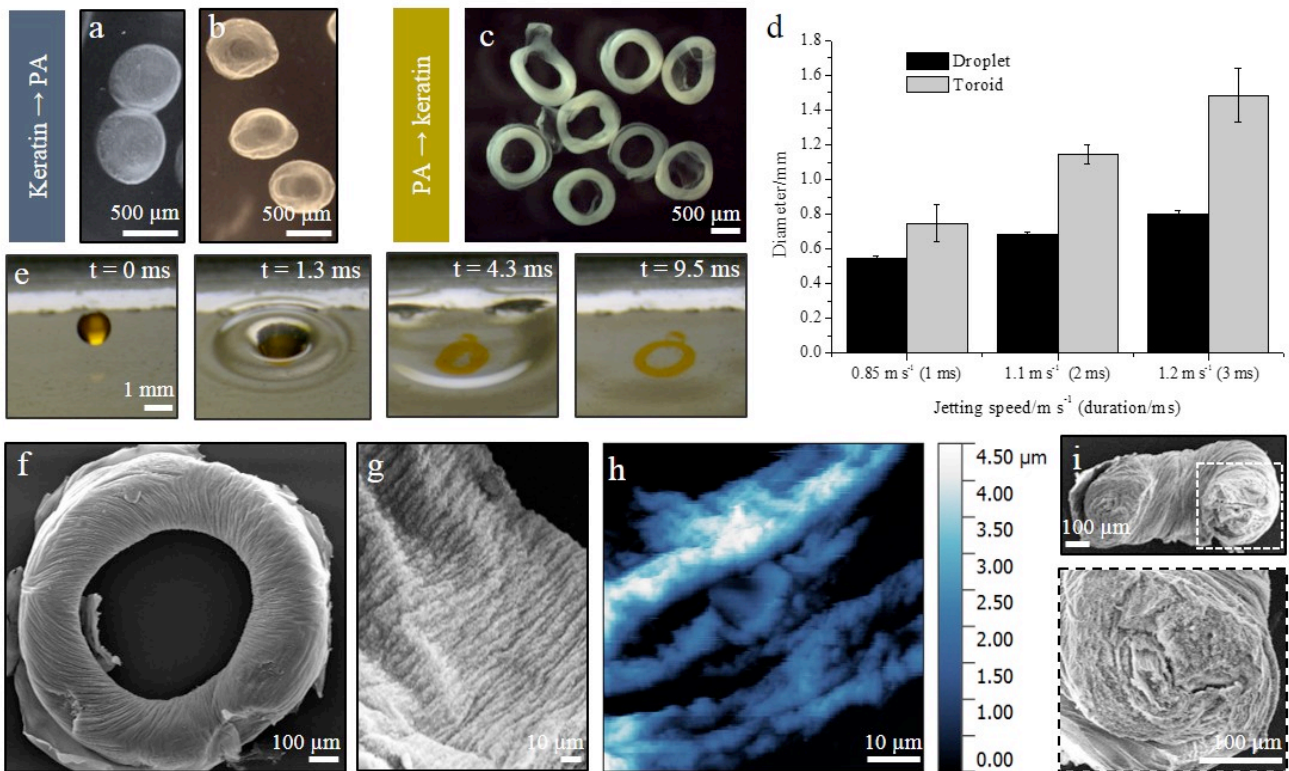 Keratin → PA
a
500 µm
b
500 µm
PA → keratin
c
500 µm
d
Diameter/mm
1.8
1.6
1.4
1.2
1.0
0.8
0.6
0.4
0.2
0.0
Droplet
Toroid
0.85 m s⁻¹ (1 ms)
1.1 m s⁻¹ (2 ms)
1.2 m s⁻¹ (3 ms)
Jetting speed/m s⁻¹ (duration/ms)
e
t = 0 ms
1 mm
t = 1.3 ms
t = 4.3 ms
t = 9.5 ms
f
100 µm
g
10 µm
h
10 µm
4.50 µm
4.00
3.50
3.00
2.50
2.00
1.50
1.00
0.00
i
100 µm
100 µm